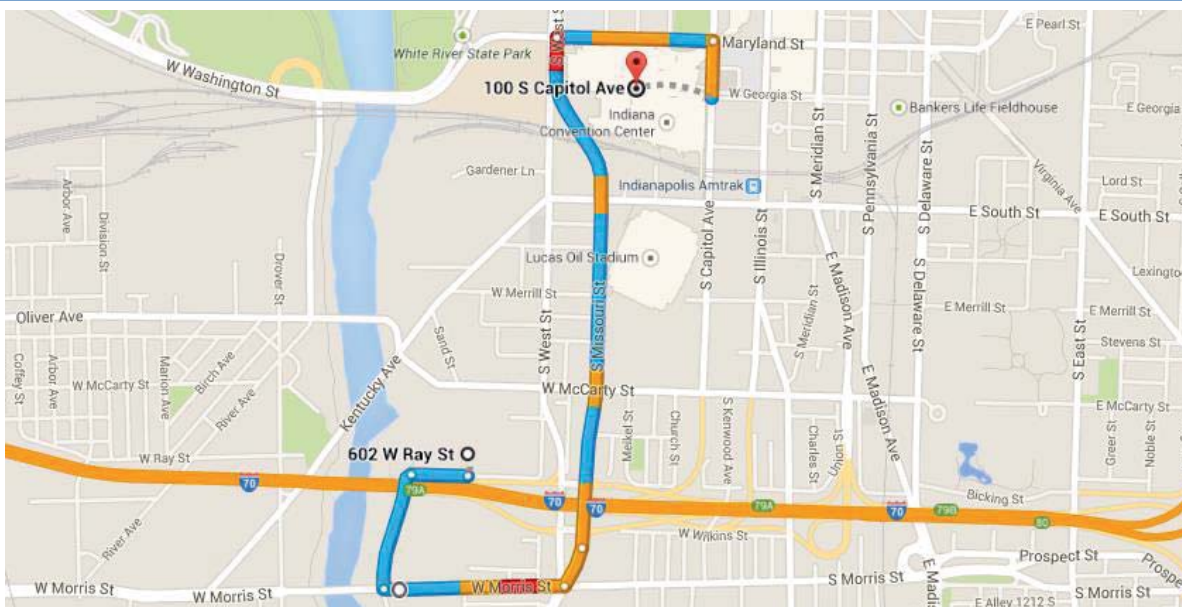 E Pearl St
White River State Park
S West St
Maryland St
W Washington St
100 S Capitol Ave
W Georgia St
Bankers Life Fieldhouse
E Georgia
Indiana
Convention Center
Gardener Ln
Indianapolis Amtrak
S Meridian St
S Pennsylvania St
S Delaware St
Virginia Ave
Lord St
Arbor Ave
Division St
Drover St
S Capitol Ave
S Illinois St
E South St
E South St
Lucas Oil Stadium
E Madison Ave
Lexington
W Merrill St
S Missouri St
S West St
E Merrill St
S Delaware St
S East St
Oliver Ave
Sand St
S Meridian St
Stevens St
Coffey St
Arbor Ave
Marion Ave
Birch Ave
River Ave
W McCarty St
Kentucky Ave
W McCarty St
E Madison Ave
E McCarty St
Meikel St
Church St
S Kenwood Ave
Charles St
Union St
Greer St
Noble St
602 W Ray St
W Ray St
70
79A
70
70
79A
70
79B
80
Bicking St
River Ave
W Wilkins St
Prospect St
Prospec
W Morris St
W Morris St
W Morris St
S Morris St
E Madi
S Morris St
E Alley 1212 S